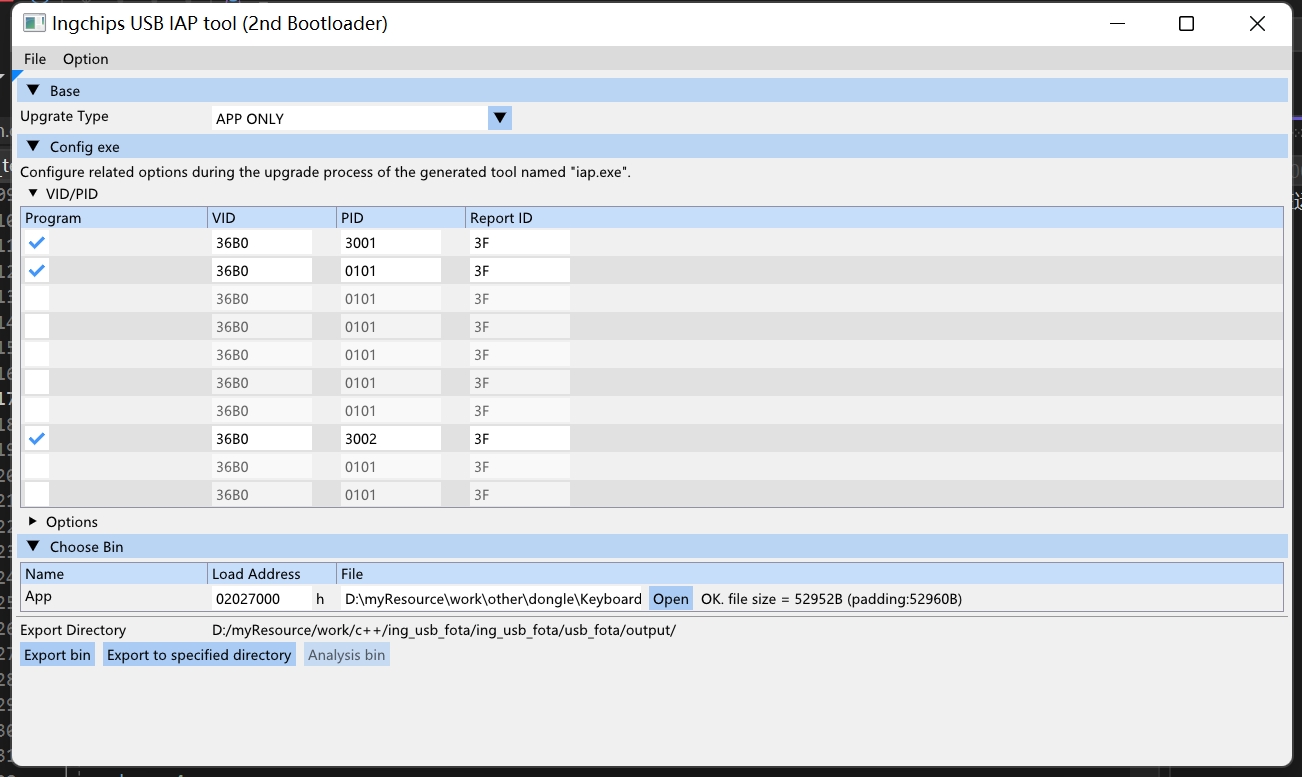 Ingchips USB IAP tool (2nd Bootloader)
File Option
Base
Upgrate Type APP ONLY
Config exe
Configure related options during the upgrade process of the generated tool named "iap.exe".
VID/PID
Program VID PID Report ID
36B0 3001 3F
36B0 0101 3F
36B0 0101 3F
36B0 0101 3F
36B0 0101 3F
36B0 0101 3F
36B0 0101 3F
36B0 3002 3F
36B0 0101 3F
36B0 0101 3F
Options
Choose Bin
Name Load Address File
App 02027000 h D:\myResource\work\other\dongle\Keyboard Open OK. file size = 52952B (padding:52960B)
Export Directory D:/myResource/work/c++/ing_usb_fota/ing_usb_fota/usb_fota/output/
Export bin Export to specified directory Analysis bin